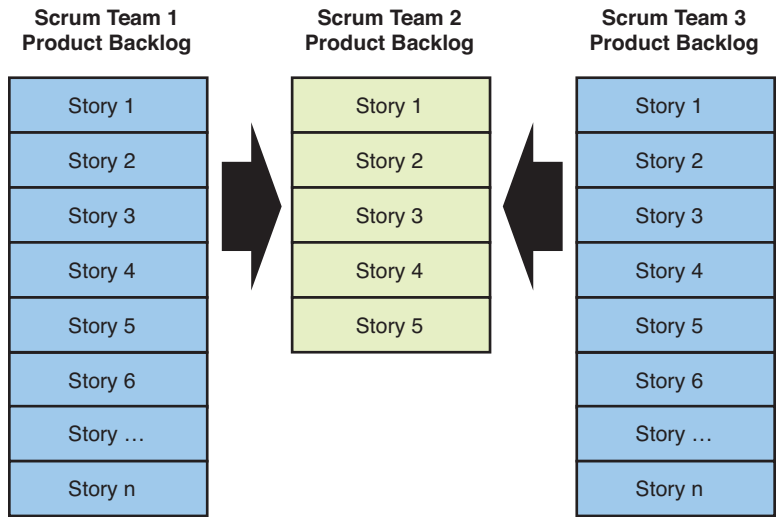 Scrum Team 1
Product Backlog
Story 1
Story 2
Story 3
Story 4
Story 5
Story 6
Story …
Story n
Scrum Team 2
Product Backlog
Story 1
Story 2
Story 3
Story 4
Story 5
Scrum Team 3
Product Backlog
Story 1
Story 2
Story 3
Story 4
Story 5
Story 6
Story …
Story n